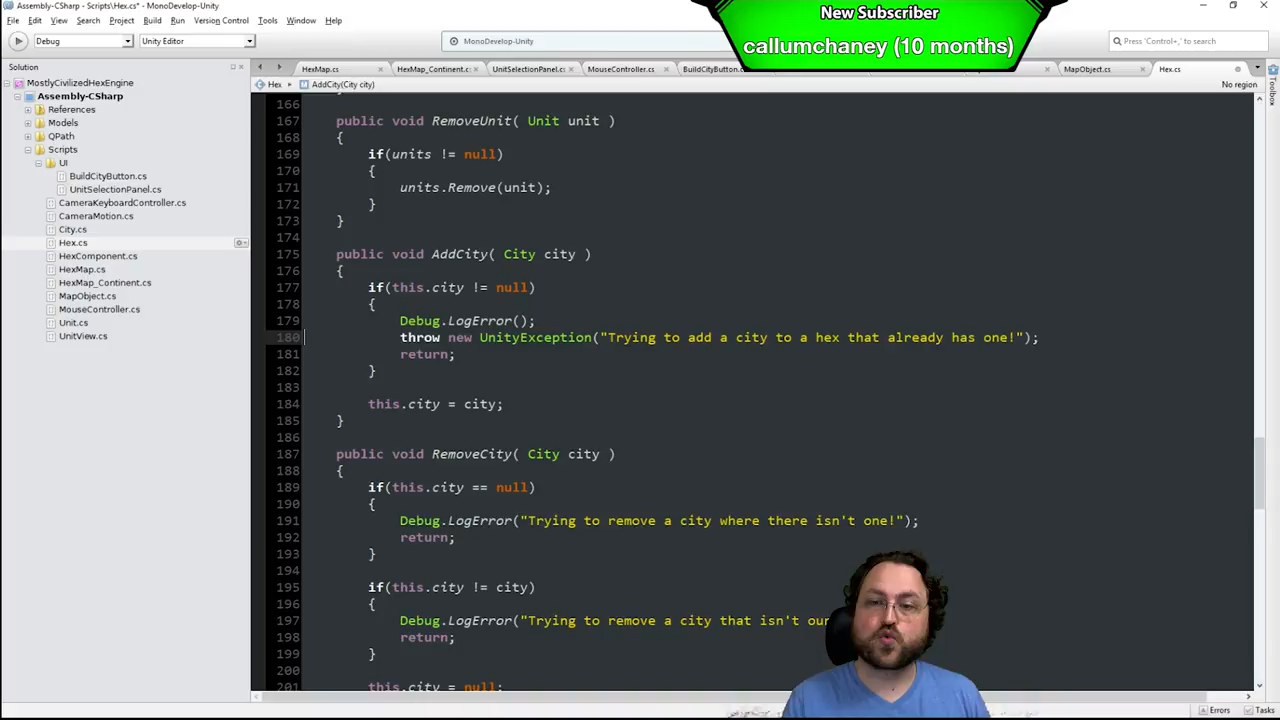 Assembly-CSharp - Scripts\Hex.cs* - MonoDevelop-Unity
New Subscriber
callumchaney (10 months)
File Edit View Search Project Build Run Version Control Tools Window Help
Debug Unity Editor MonoDevelop-Unity Press 'Control+,' to search
Solution
HexMap.cs HexMap_Continent.cs UnitSelectionPanel.cs MouseController.cs BuildCityButton.cs MapObject.cs Hex.cs
Hex AddCity(City city) No region
Toolbox
MostlyCivilizedHexEngine
Assembly-CSharp
References
Models
QPath
Scripts
UI
BuildCityButton.cs
UnitSelectionPanel.cs
CameraKeyboardController.cs
CameraMotion.cs
City.cs
Hex.cs
HexComponent.cs
HexMap.cs
HexMap_Continent.cs
MapObject.cs
MouseController.cs
Unit.cs
UnitView.cs
166
167 public void RemoveUnit( Unit unit )
168 {
169 if(units != null)
170 {
171 units.Remove(unit);
172 }
173 }
174
175 public void AddCity( City city )
176 {
177 if(this.city != null)
178 {
179 Debug.LogError();
180 throw new UnityException("Trying to add a city to a hex that already has one!");
181 return;
182 }
183
184 this.city = city;
185 }
186
187 public void RemoveCity( City city )
188 {
189 if(this.city == null)
190 {
191 Debug.LogError("Trying to remove a city where there isn't one!");
192 return;
193 }
194
195 if(this.city != city)
196 {
197 Debug.LogError("Trying to remove a city that isn't our
198 return;
199 }
200
201 this.city = null;
Errors Tasks